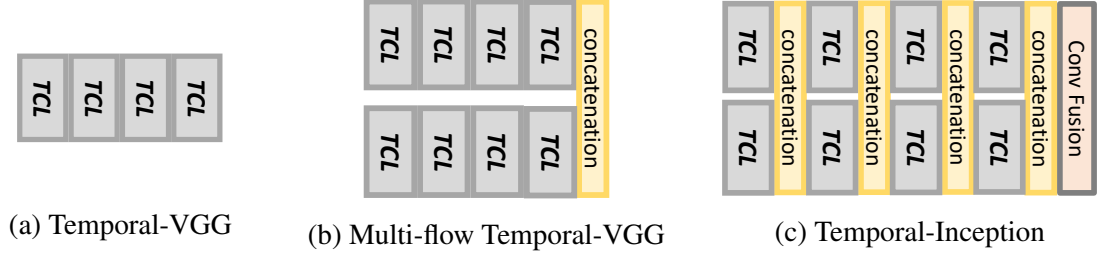 TCL TCL TCL TCL
(a) Temporal-VGG
TCL TCL TCL TCL
TCL TCL TCL TCL
concatenation
(b) Multi-flow Temporal-VGG
TCL
TCL
concatenation
TCL
TCL
concatenation
TCL
TCL
concatenation
TCL
TCL
concatenation
Conv Fusion
(c) Temporal-Inception